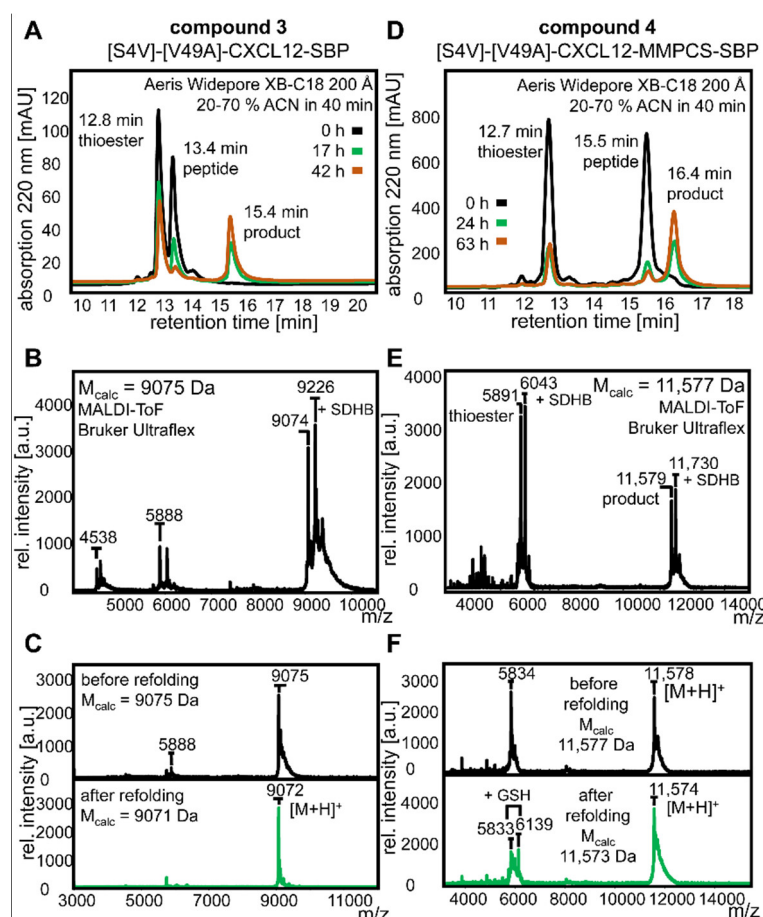 A
compound 3
[S4V]-[V49A]-CXCL12-SBP
Aeris Widepore XB-C18 200 Å
20-70 % ACN in 40 min
12.8 min
thioester
13.4 min
peptide
0 h
17 h
42 h
15.4 min
product
absorption 220 nm [mAU]
120
100
80
60
40
20
0
10 11 12 13 14 15 16 17 18 19 20
retention time [min]
D
compound 4
[S4V]-[V49A]-CXCL12-MMPCS-SBP
Aeris Widepore XB-C18 200 Å
20-70 % ACN in 40 min
12.7 min
thioester
15.5 min
peptide
16.4 min
product
0 h
24 h
63 h
absorption 220 nm [mAU]
800
600
400
200
0
10 11 12 13 14 15 16 17 18
retention time [min]
B
Mcalc = 9075 Da
MALDI-ToF
Bruker Ultraflex
9226
+ SDHB
9074
4538
5888
rel. intensity [a.u.]
4000
3000
2000
1000
0
5000 6000 7000 8000 9000 10000
m/z
E
5891
6043
+ SDHB
thioester
Mcalc = 11,577 Da
MALDI-ToF
Bruker Ultraflex
11,579
11,730
+ SDHB
product
rel. intensity [a.u.]
4000
3000
2000
1000
0
4000 6000 8000 10000 12000 14000
m/z
C
before refolding
Mcalc = 9075 Da
9075
5888
3000
2000
1000
0
after refolding
Mcalc = 9071 Da
9072
[M+H]+
rel. intensity [a.u.]
3000
2000
1000
0
3000 5000 7000 9000 11000
m/z
F
5834
before
refolding
Mcalc
11,577 Da
11,578
[M+H]+
3000
2000
1000
0
+ GSH
5833
6139
after
refolding
Mcalc
11,573 Da
11,574
[M+H]+
rel. intensity [a.u.]
4000
2000
0
4000 6000 8000 10000 12000 14000
m/z